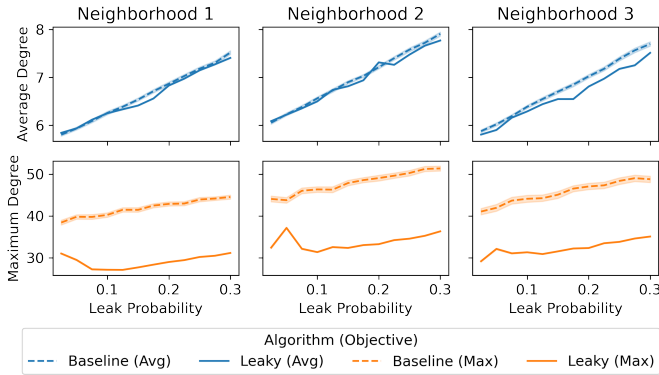 Neighborhood 1 Neighborhood 2 Neighborhood 3
Average Degree
8
7
6
Maximum Degree
50
40
30
0.1 0.2 0.3 0.1 0.2 0.3 0.1 0.2 0.3
Leak Probability Leak Probability Leak Probability
Algorithm (Objective)
Baseline (Avg) Leaky (Avg) Baseline (Max) Leaky (Max)